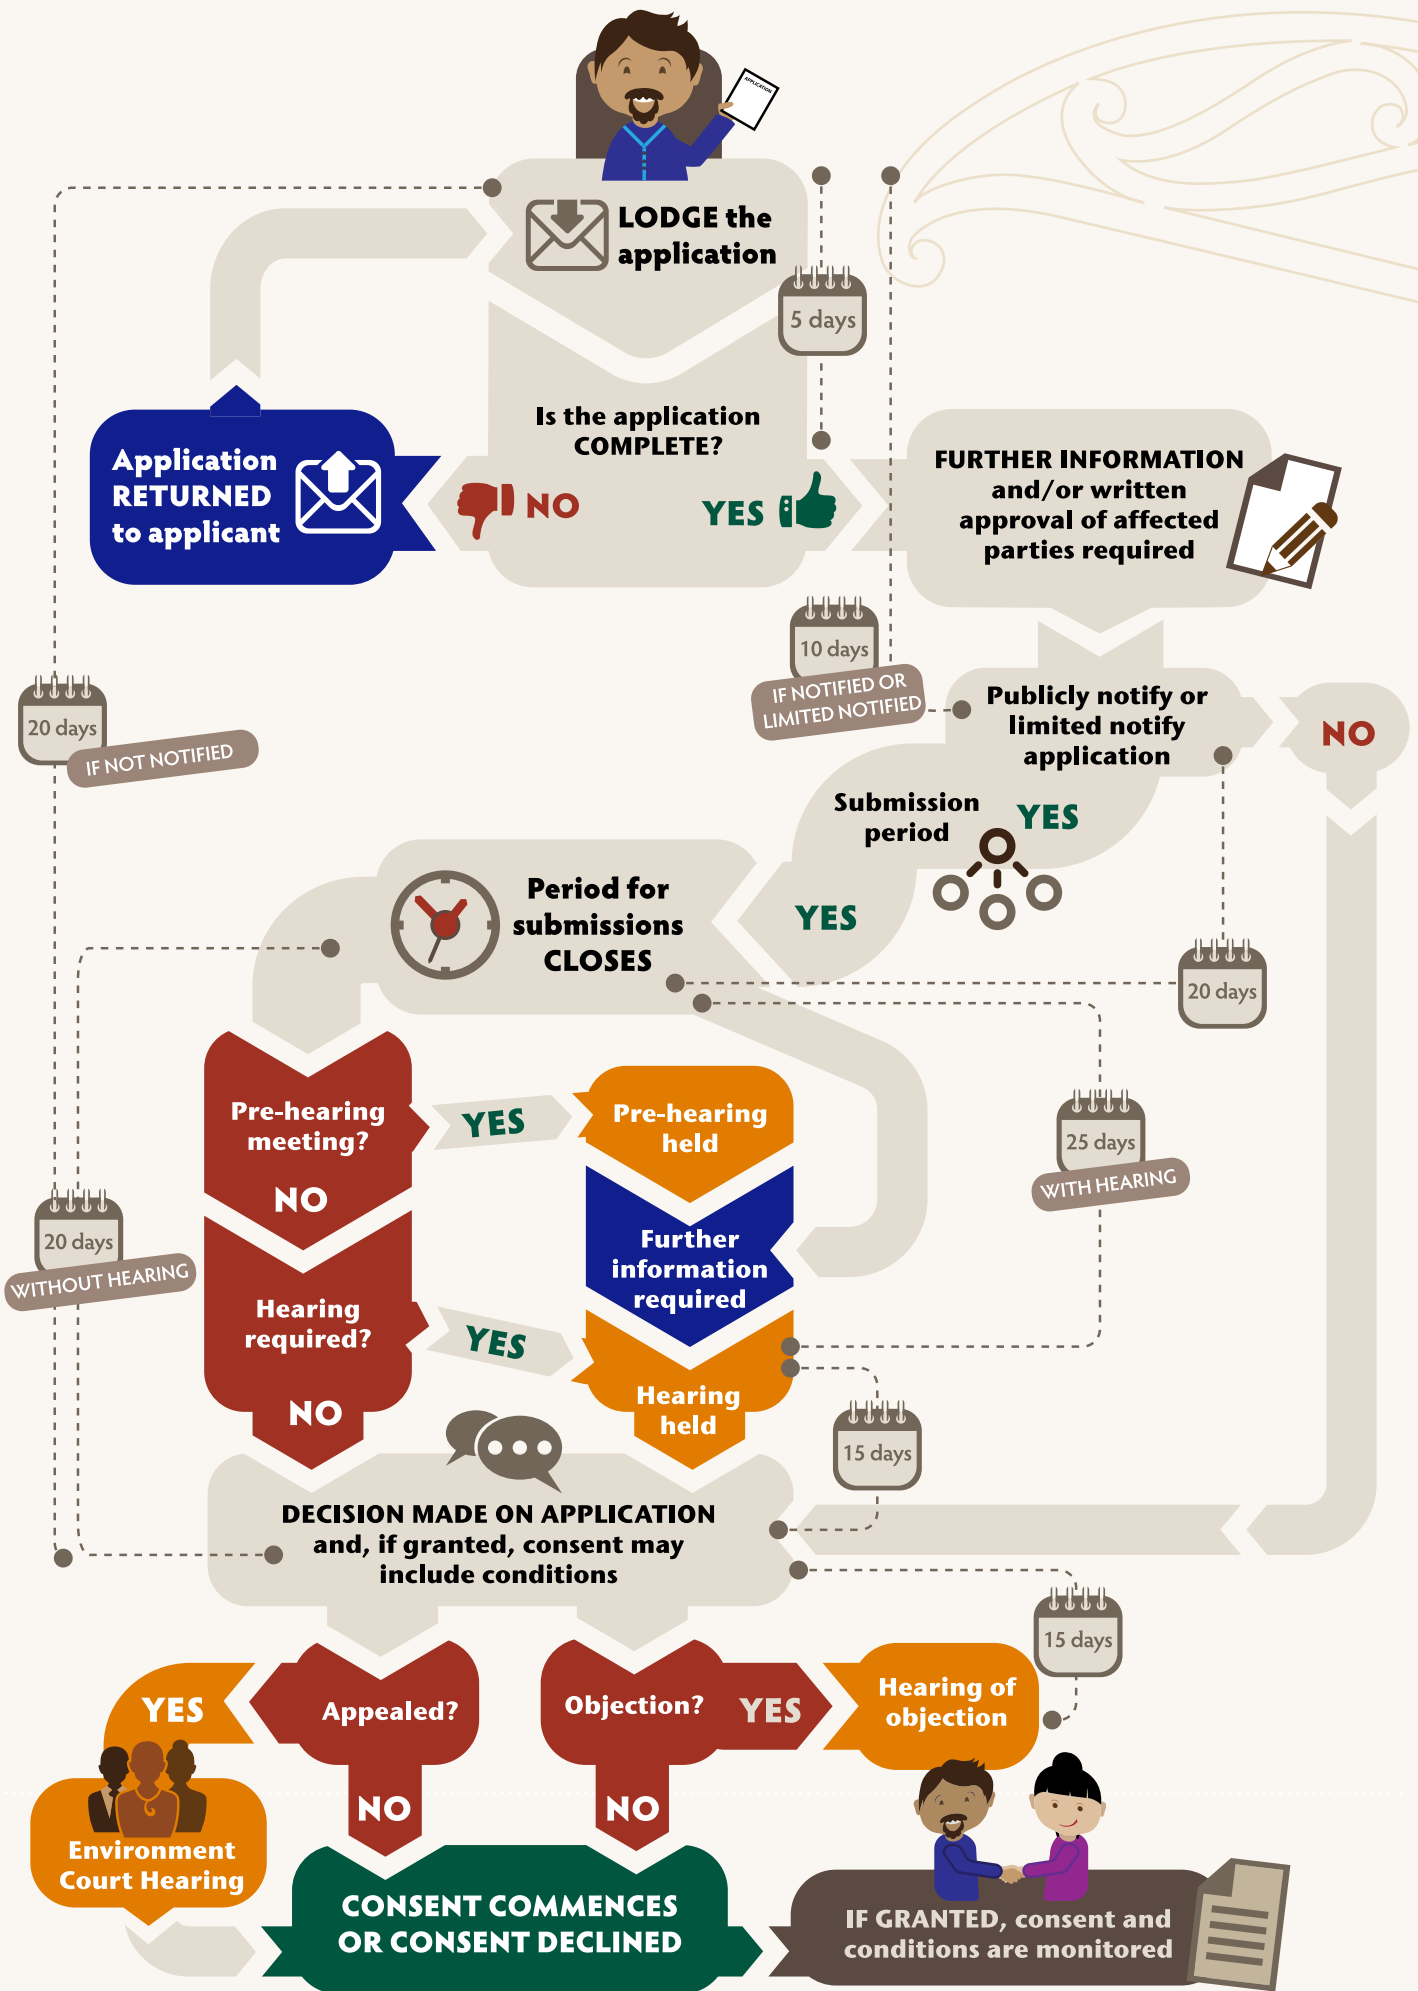 APPLICATION
LODGE the
application
5 days
Is the application
COMPLETE?
NO
YES
Application
RETURNED
to applicant
FURTHER INFORMATION
and/or written
approval of affected
parties required
10 days
IF NOTIFIED OR
LIMITED NOTIFIED
20 days
IF NOT NOTIFIED
Publicly notify or
limited notify
application
NO
Submission
period
YES
YES
Period for
submissions
CLOSES
20 days
Pre-hearing
meeting?
YES
Pre-hearing
held
NO
25 days
WITH HEARING
20 days
WITHOUT HEARING
Further
information
required
Hearing
required?
YES
NO
Hearing
held
15 days
DECISION MADE ON APPLICATION
and, if granted, consent may
include conditions
15 days
YES
Appealed?
Objection?
YES
Hearing of
objection
NO
NO
Environment
Court Hearing
CONSENT COMMENCES
OR CONSENT DECLINED
IF GRANTED, consent and
conditions are monitored